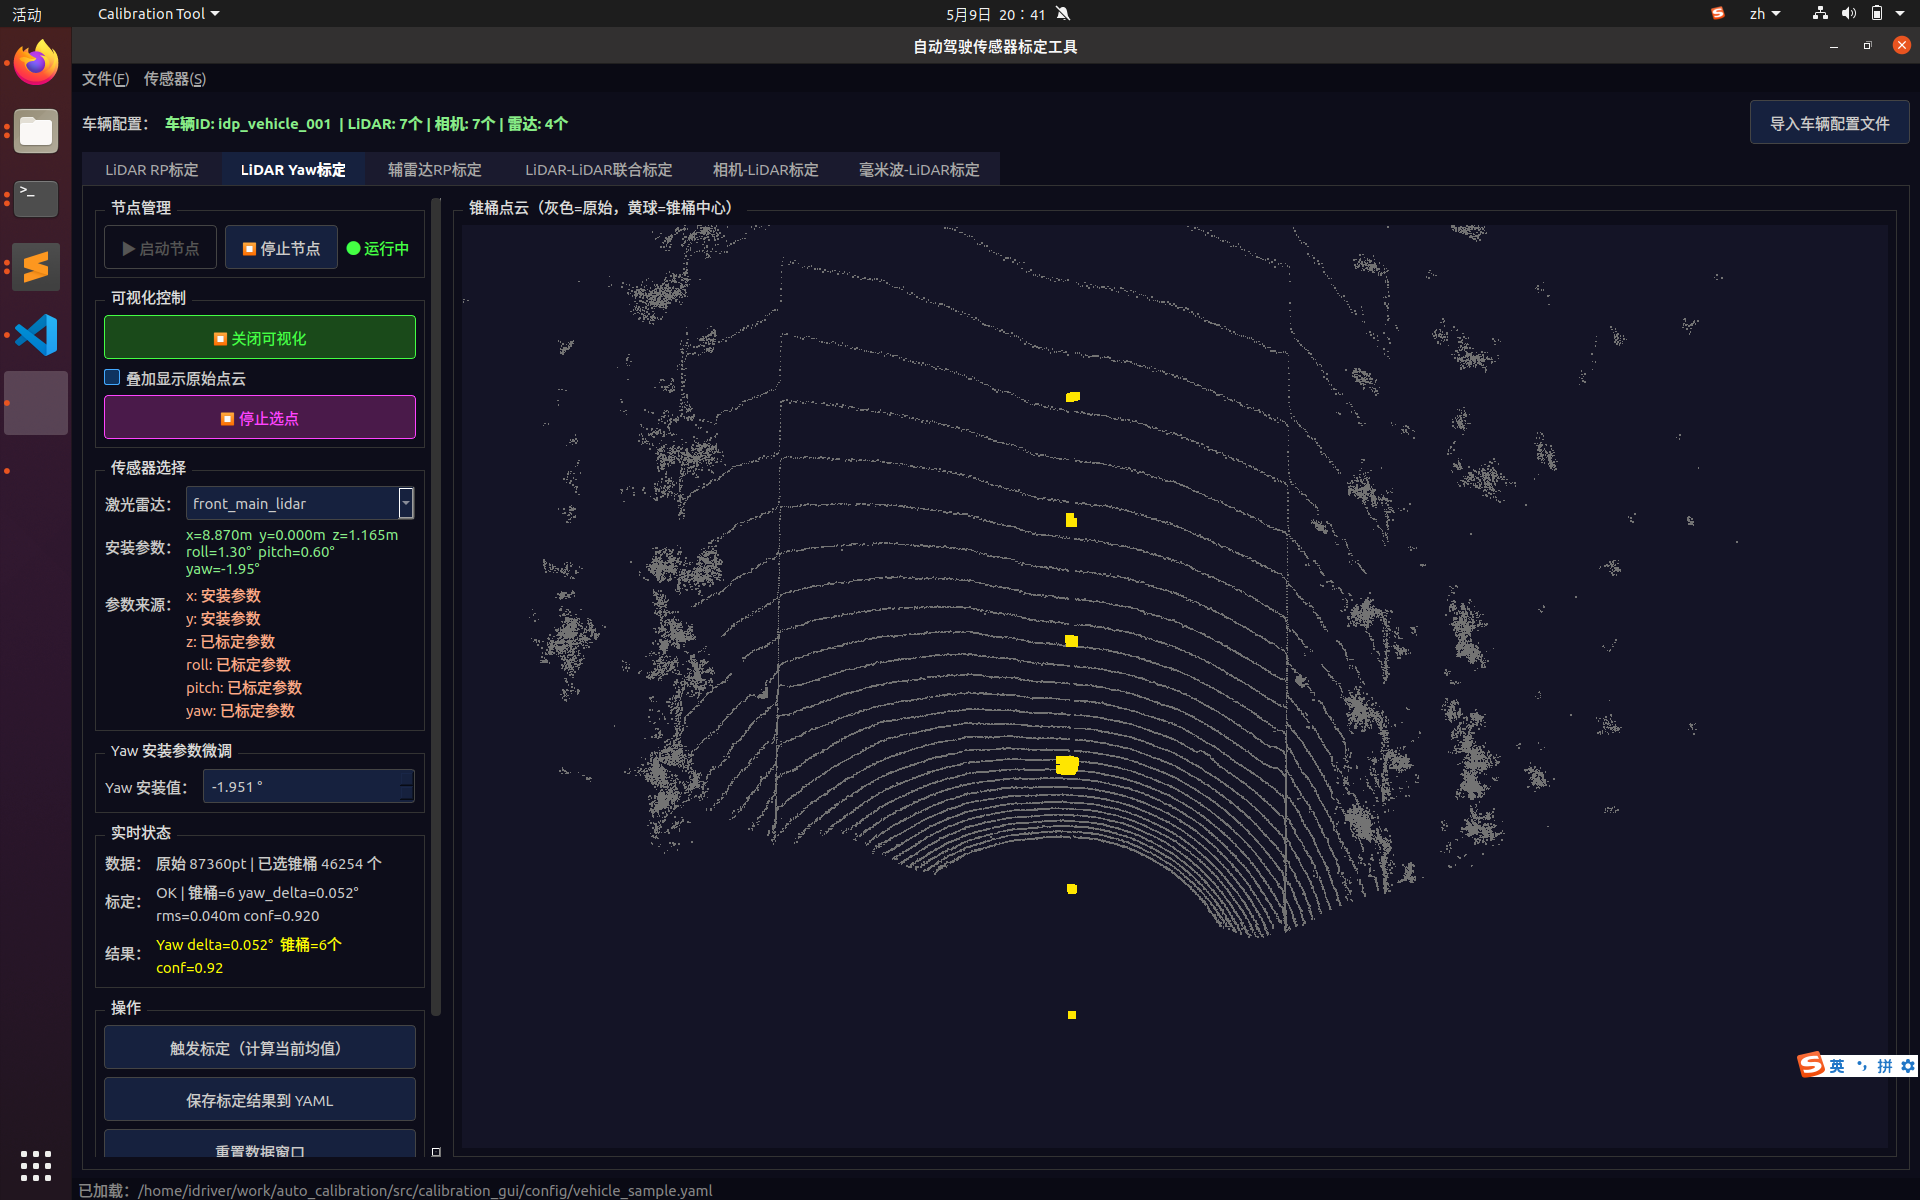 活动
Calibration Tool
5月9日 20：41
zh
自动驾驶传感器标定工具
文件(F) 传感器(S)
车辆配置： 车辆ID: idp_vehicle_001 | LiDAR: 7个 | 相机: 7个 | 雷达: 4个
导入车辆配置文件
LiDAR RP标定 LiDAR Yaw标定 辅雷达RP标定 LiDAR-LiDAR联合标定 相机-LiDAR标定 毫米波-LiDAR标定
节点管理
启动节点 停止节点 运行中
可视化控制
关闭可视化
叠加显示原始点云
停止选点
传感器选择
激光雷达： front_main_lidar
安装参数： x=8.870m y=0.000m z=1.165m
roll=1.30° pitch=0.60°
yaw=-1.95°
参数来源： x: 安装参数
y: 安装参数
z: 已标定参数
roll: 已标定参数
pitch: 已标定参数
yaw: 已标定参数
Yaw 安装参数微调
Yaw 安装值： -1.951 °
实时状态
数据： 原始 87360pt | 已选锥桶 46254 个
标定： OK | 锥桶=6 yaw_delta=0.052°
rms=0.040m conf=0.920
结果： Yaw delta=0.052° 锥桶=6个
conf=0.92
操作
触发标定（计算当前均值）
保存标定结果到 YAML
重置数据窗口
锥桶点云（灰色=原始，黄球=锥桶中心）
英 拼
已加载：/home/idriver/work/auto_calibration/src/calibration_gui/config/vehicle_sample.yaml